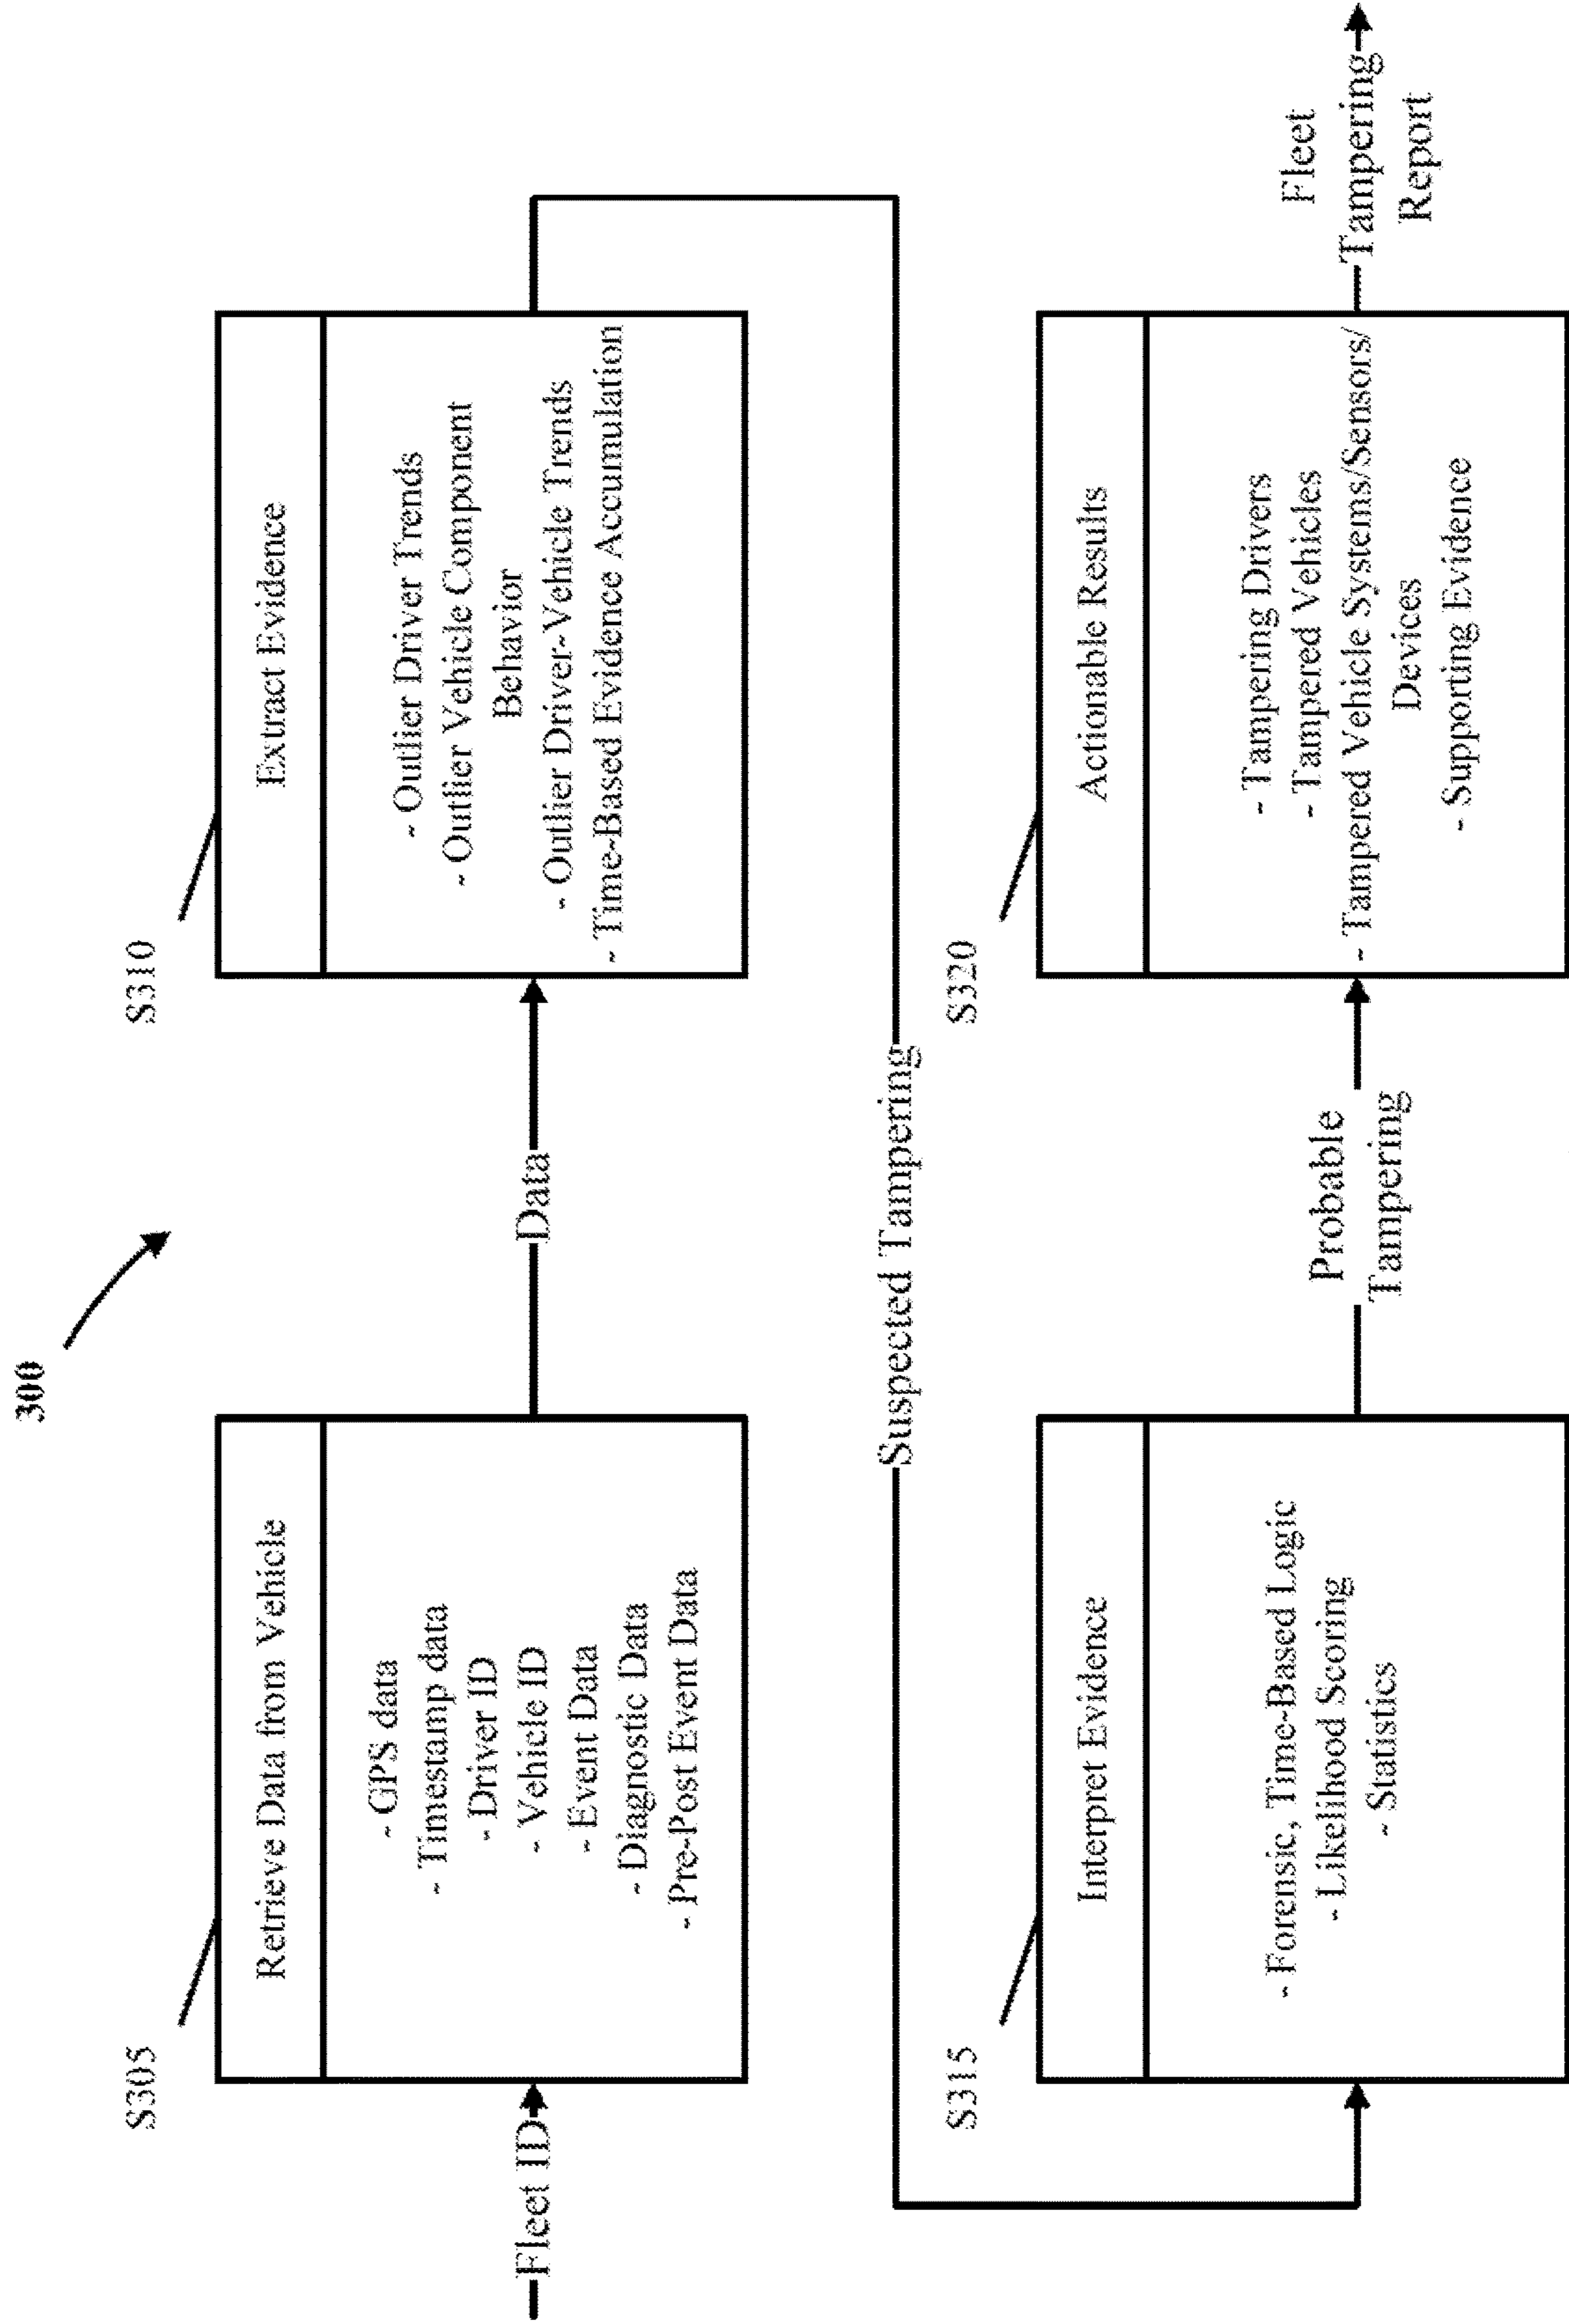 300
S305
Retrieve Data from Vehicle
- GPS data
- Timestamp data
- Driver ID
- Vehicle ID
- Event Data
- Diagnostic Data
- Pre-Post Event Data
Fleet ID
Data
S310
Extract Evidence
- Outlier Driver Trends
- Outlier Vehicle Component
Behavior
- Outlier Driver-Vehicle Trends
- Time-Based Evidence Accumulation
Suspected Tampering
S315
Interpret Evidence
- Forensic, Time-Based Logic
- Likelihood Scoring
- Statistics
Probable
Tampering
S320
Actionable Results
- Tampering Drivers
- Tampered Vehicles
- Tampered Vehicle Systems/Sensors/
Devices
- Supporting Evidence
Fleet
Tampering
Report